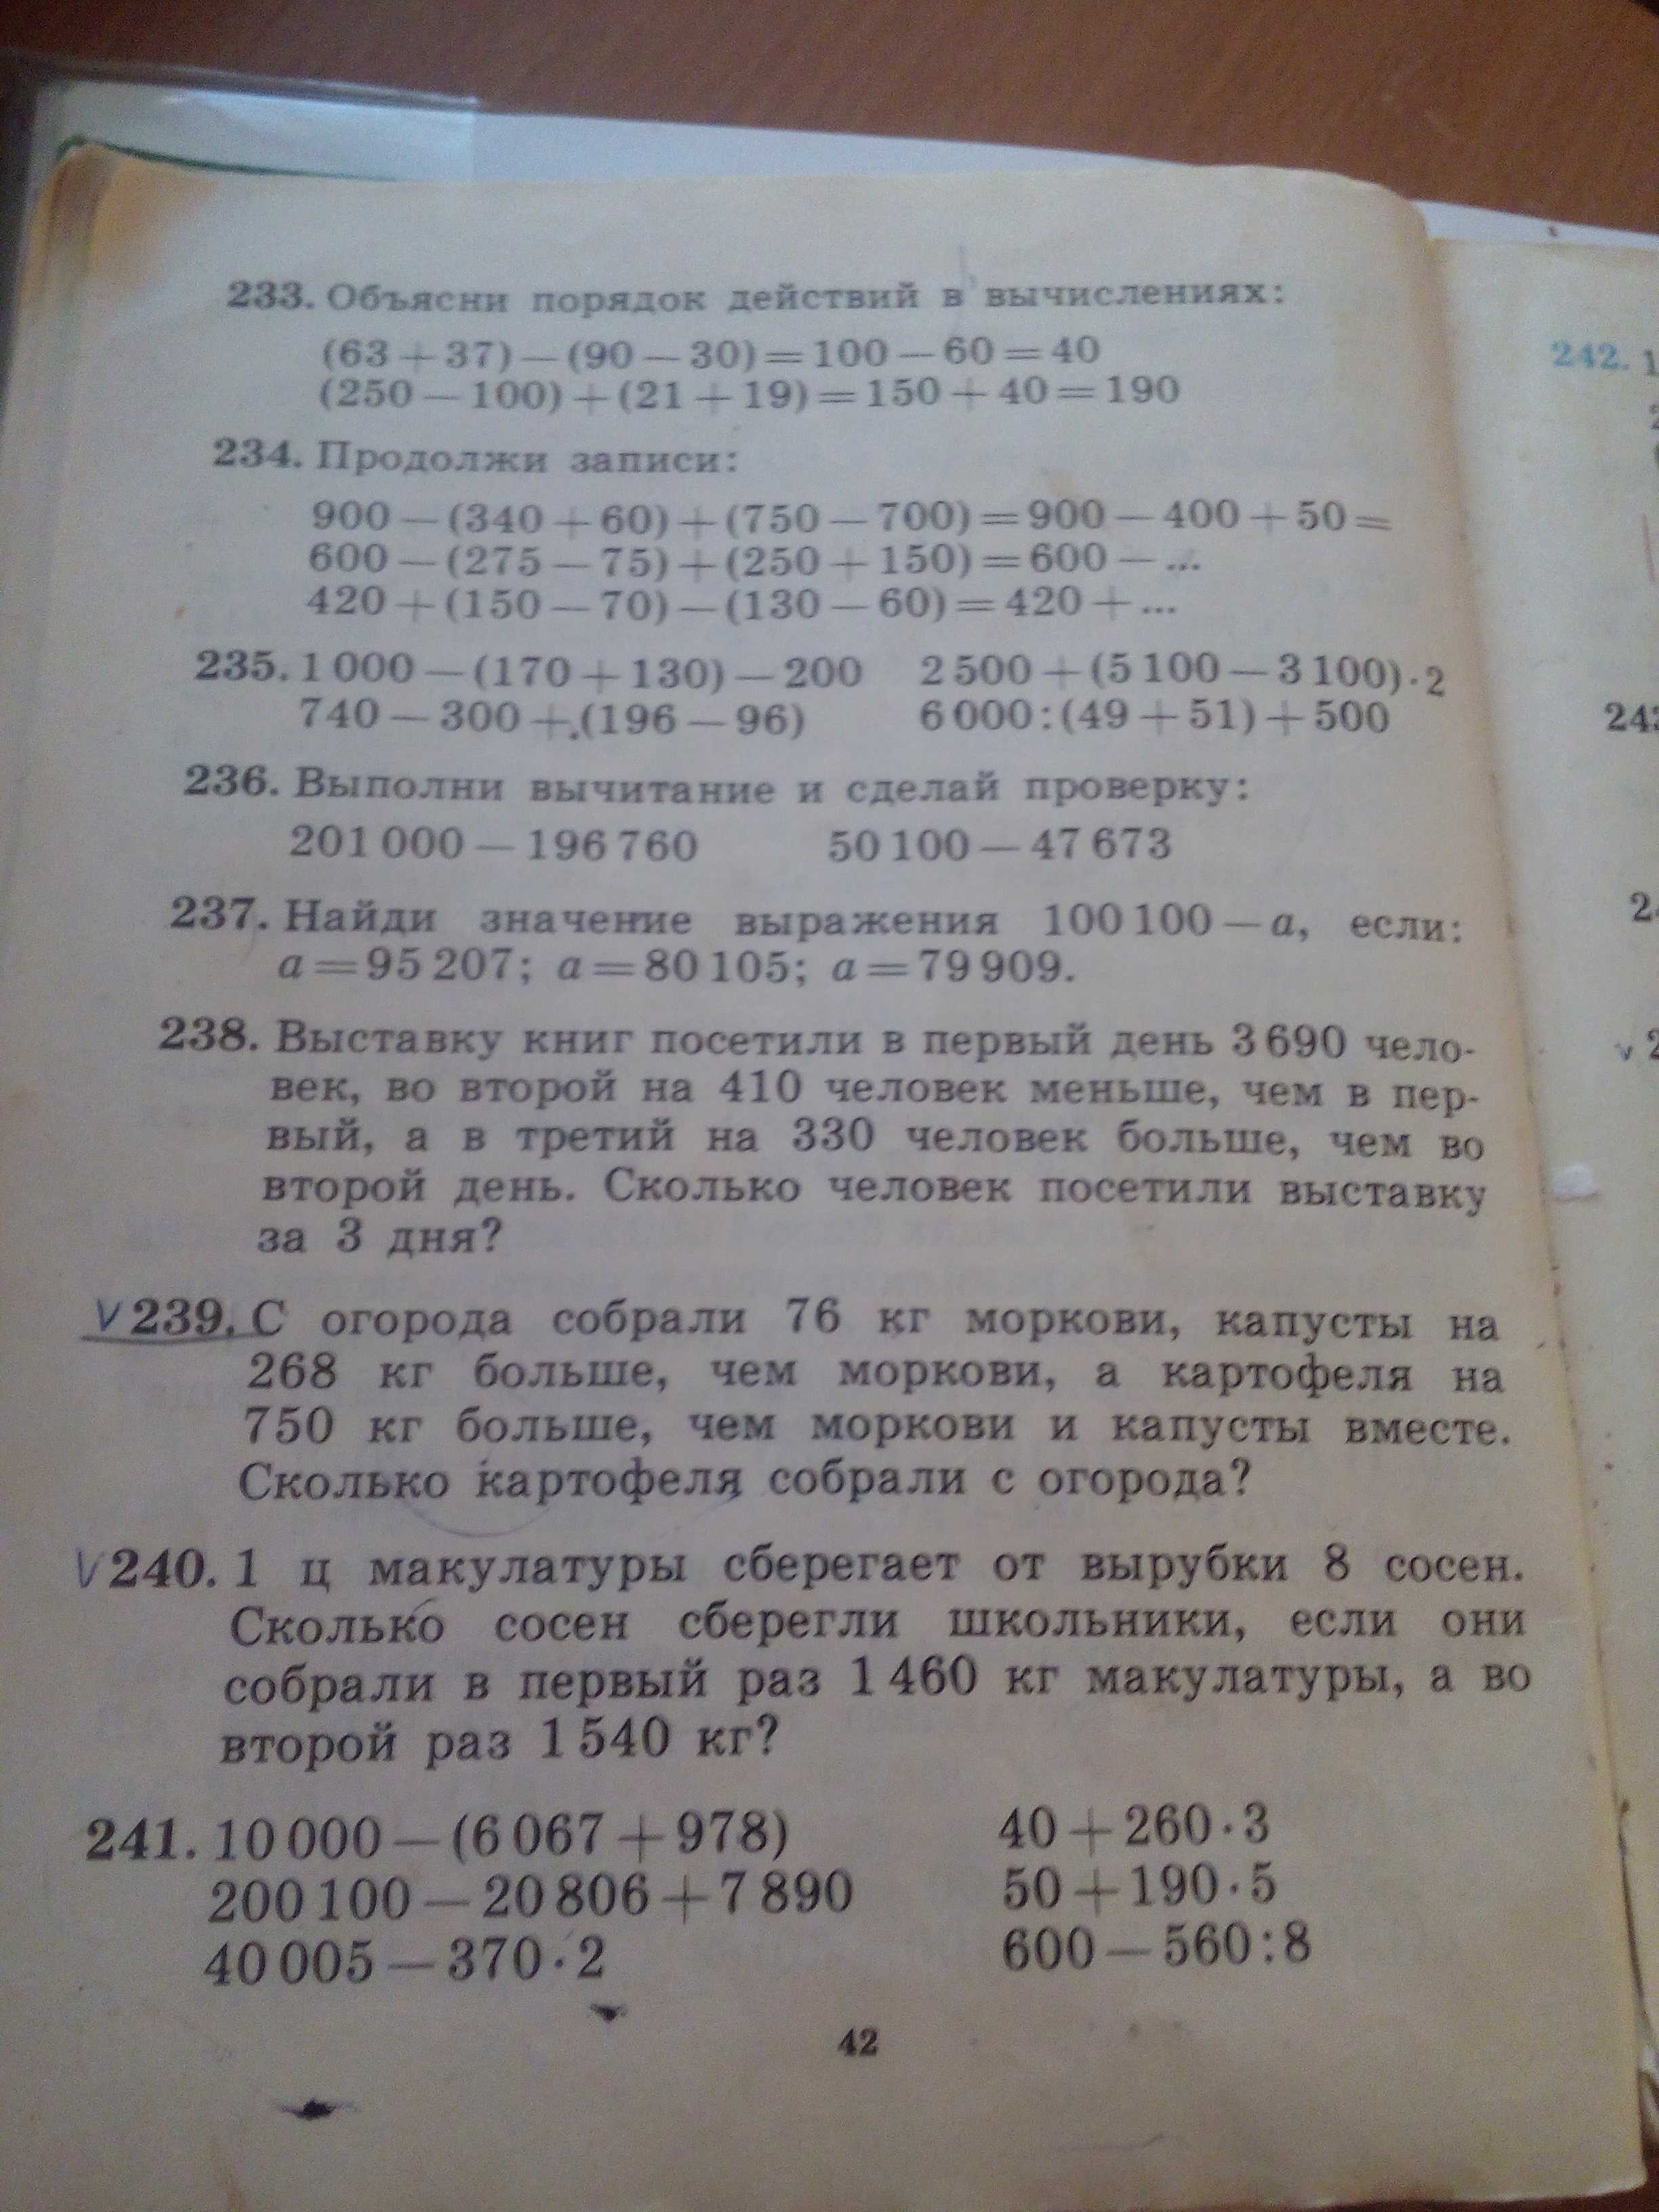 233. Объясни порядок действий в вычислениях:
(63+37)—(90—30)=100—60=40
(250—100)+(21+19)=150+40=190
234. Продолжи записи:
900—(340+60)+(750—700)=900—400+50=
600—(275—75)+(250+150)=600—...
420+(150—70)—(130—60)=420+...
235. 1 000—(170+130)—200 2 500+(5 100—3 100)·2
740—300+(196—96) 6 000:(49+51)+500
236. Выполни вычитание и сделай проверку:
201 000—196 760 50 100—47 673
237. Найди значение выражения 100 100—a, если:
a=95 207; a=80 105; a=79 909.
238. Выставку книг посетили в первый день 3 690 чело-
век, во второй на 410 человек меньше, чем в пер-
вый, а в третий на 330 человек больше, чем во
второй день. Сколько человек посетили выставку
за 3 дня?
V 239. С огорода собрали 76 кг моркови, капусты на
268 кг больше, чем моркови, а картофеля на
750 кг больше, чем моркови и капусты вместе.
Сколько картофеля собрали с огорода?
V 240. 1 ц макулатуры сберегает от вырубки 8 сосен.
Сколько сосен сберегли школьники, если они
собрали в первый раз 1 460 кг макулатуры, а во
второй раз 1 540 кг?
241. 10 000—(6 067+978) 40+260·3
200 100—20 806+7 890 50+190·5
40 005—370·2 600—560:8
42
242. 1